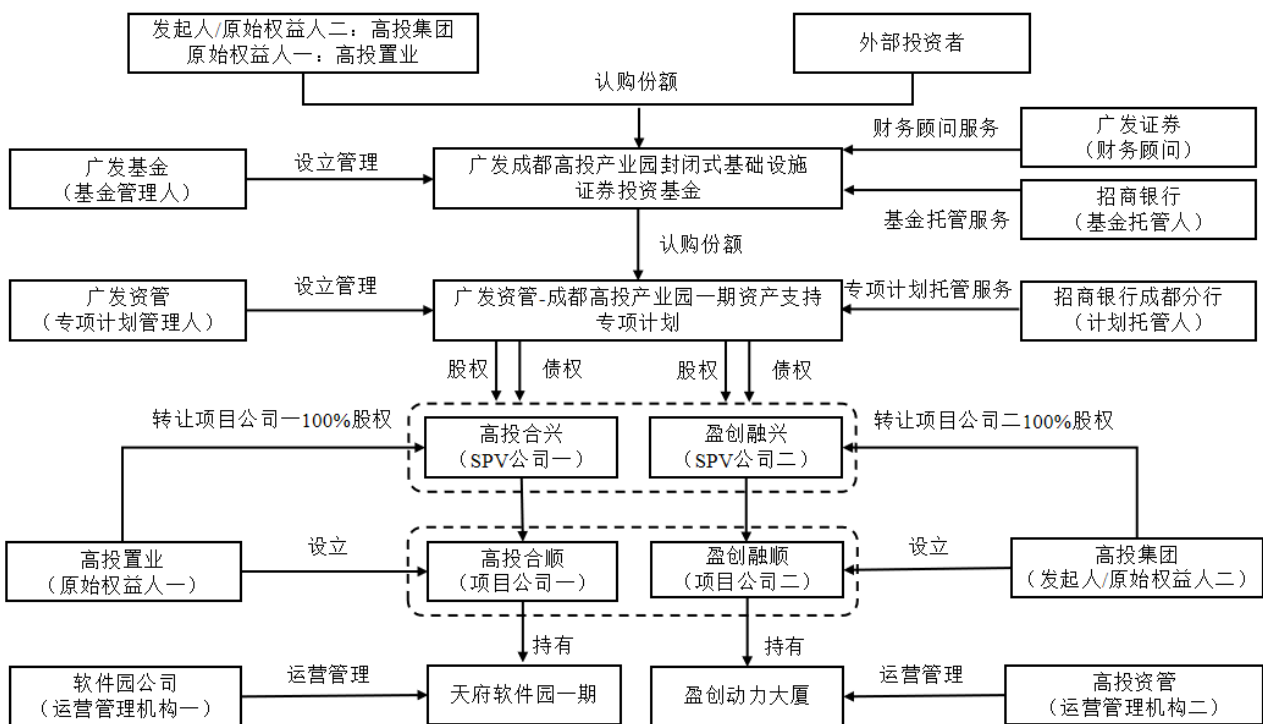 发起人/原始权益人二：高投集团
原始权益人一：高投置业
外部投资者
认购份额
财务顾问服务
广发证券
（财务顾问）
广发基金
（基金管理人）
设立管理
广发成都高投产业园封闭式基础设施
证券投资基金
招商银行
（基金托管人）
基金托管服务
认购份额
广发资管
（专项计划管理人）
设立管理
广发资管-成都高投产业园一期资产支持
专项计划
专项计划托管服务
招商银行成都分行
（计划托管人）
股权
债权
股权
债权
转让项目公司一100%股权
高投合兴
（SPV公司一）
盈创融兴
（SPV公司二）
转让项目公司二100%股权
高投置业
（原始权益人一）
设立
高投合顺
（项目公司一）
盈创融顺
（项目公司二）
设立
高投集团
（发起人/原始权益人二）
持有
持有
软件园公司
（运营管理机构一）
运营管理
天府软件园一期
盈创动力大厦
运营管理
高投资管
（运营管理机构二）